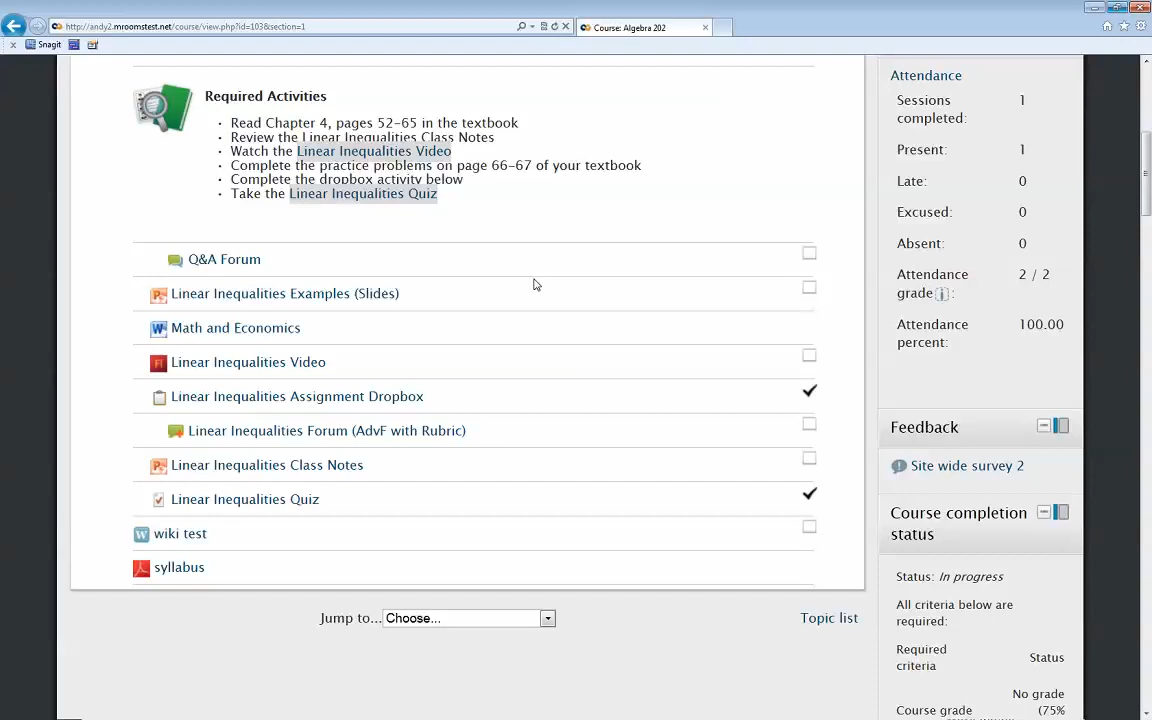 http://andy2.mroomstest.net/course/view.php?id=103&section=1
Course: Algebra 202
x Snagit
Required Activities
· Read Chapter 4, pages 52-65 in the textbook
· Review the Linear Inequalities Class Notes
· Watch the Linear Inequalities Video
· Complete the practice problems on page 66-67 of your textbook
· Complete the dropbox activity below
· Take the Linear Inequalities Quiz
Q&A Forum
Linear Inequalities Examples (Slides)
Math and Economics
Linear Inequalities Video
Linear Inequalities Assignment Dropbox
Linear Inequalities Forum (AdvF with Rubric)
Linear Inequalities Class Notes
Linear Inequalities Quiz
wiki test
syllabus
Jump to... Choose... Topic list
Attendance
Sessions 1
completed:
Present: 1
Late: 0
Excused: 0
Absent: 0
Attendance 2 / 2
grade :
Attendance 100.00
percent:
Feedback
Site wide survey 2
Course completion
status
Status: In progress
All criteria below are
required:
Required
criteria Status
No grade
Course grade (75%